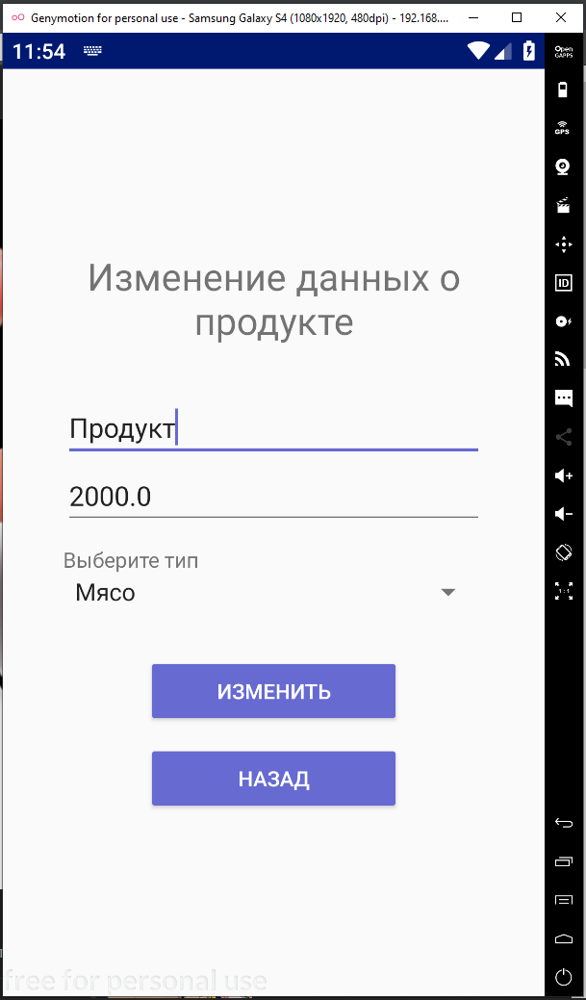 Genymotion for personal use - Samsung Galaxy S4 (1080x1920, 480dpi) - 192.168....
11:54
Open
GAPPS
GPS
ID
Изменение данных о
продукте
Продукт
2000.0
Выберите тип
Мясо
1:1
ИЗМЕНИТЬ
НАЗАД
free for personal use